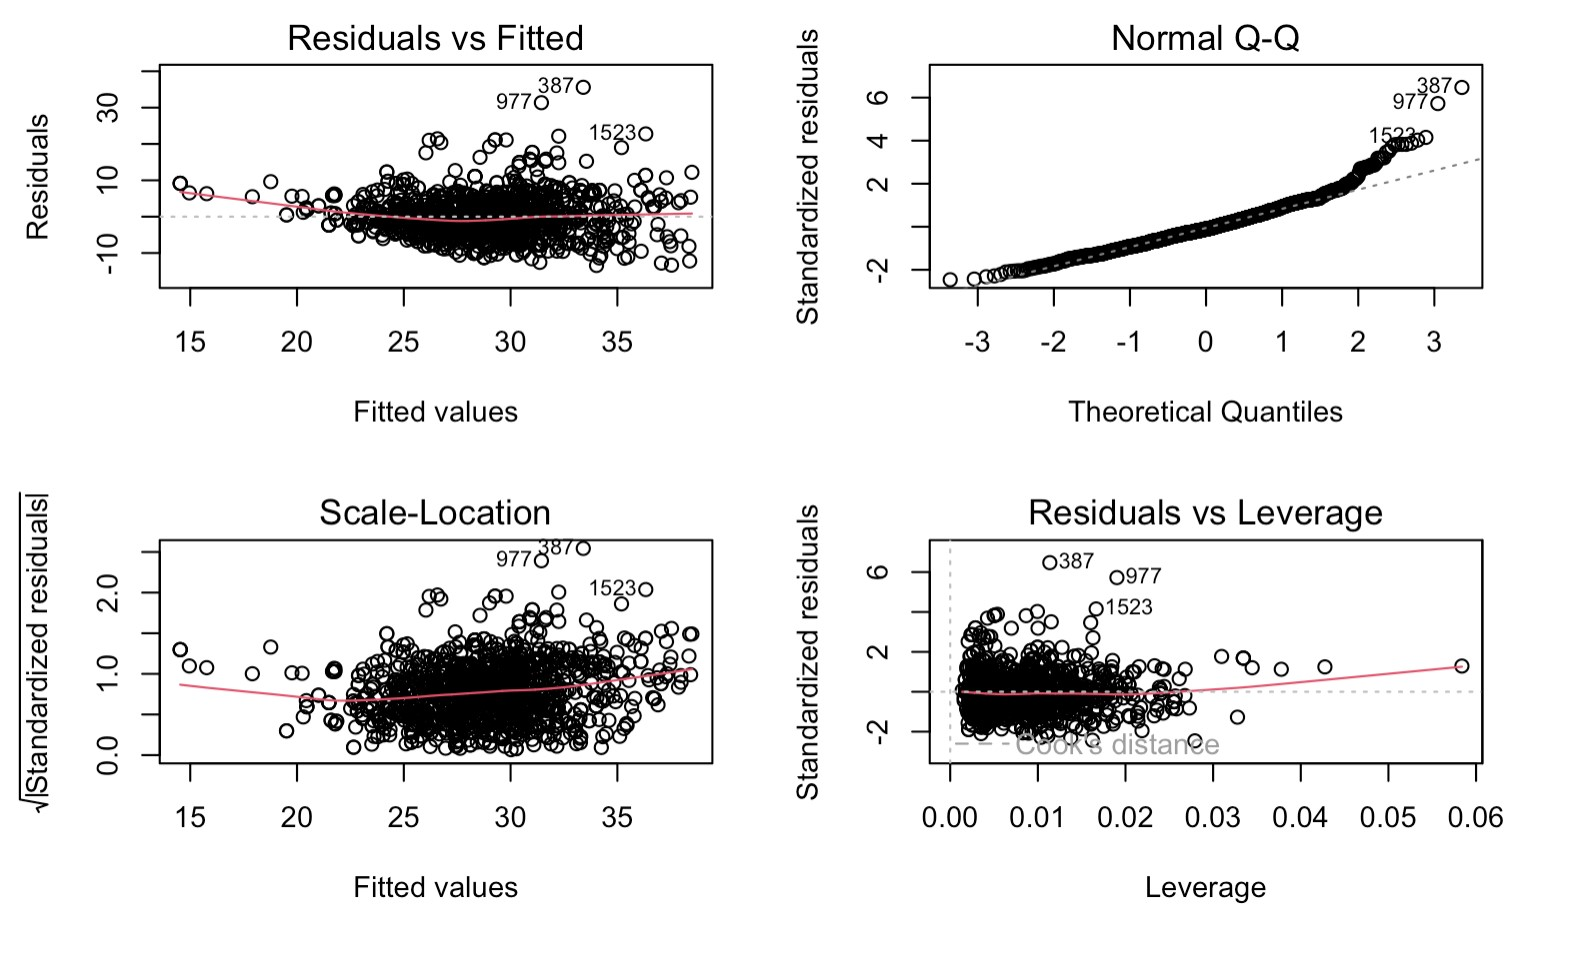 Residuals vs Fitted
Residuals
-10 10 30
387
977
1523
15 20 25 30 35
Fitted values
Normal Q-Q
Standardized residuals
-2 2 4 6
387
977
1523
-3 -2 -1 0 1 2 3
Theoretical Quantiles
Scale-Location
√|Standardized residuals|
0.0 1.0 2.0
387
977
1523
15 20 25 30 35
Fitted values
Residuals vs Leverage
Standardized residuals
-2 2 6
387
977
1523
Cook's distance
0.00 0.01 0.02 0.03 0.04 0.05 0.06
Leverage